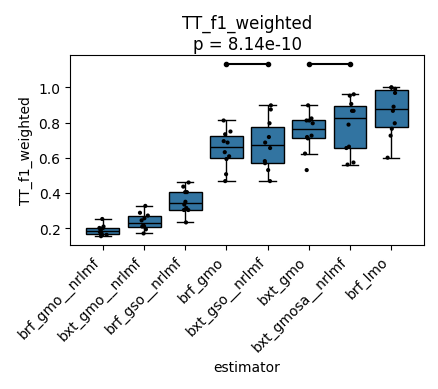 TT_f1_weighted
p = 8.14e-10
TT_f1_weighted
1.0
0.8
0.6
0.4
0.2
brf_gmo__nrlmf
bxt_gmo__nrlmf
brf_gso__nrlmf
brf_gmo
bxt_gso__nrlmf
bxt_gmo
bxt_gmosa__nrlmf
brf_lmo
estimator